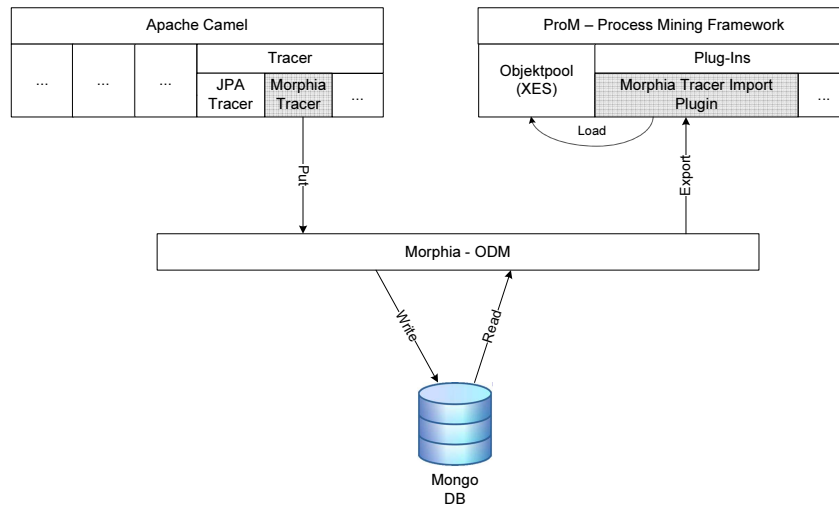 Apache Camel
...
...
...
Tracer
JPA
Tracer
Morphia
Tracer
...
ProM – Process Mining Framework
Objektpool
(XES)
Plug-Ins
Morphia Tracer Import
Plugin
...
Load
Put
Export
Morphia - ODM
Write
Read
Mongo
DB